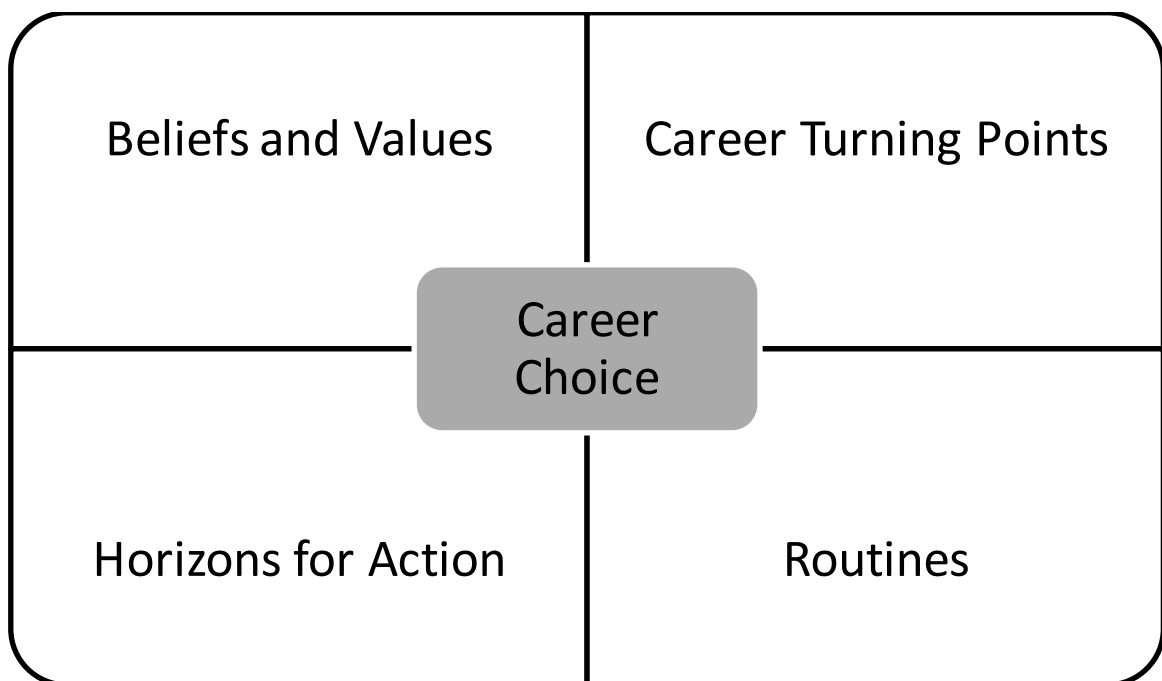 Beliefs and Values
Career Turning Points
Career
Choice
Horizons for Action
Routines